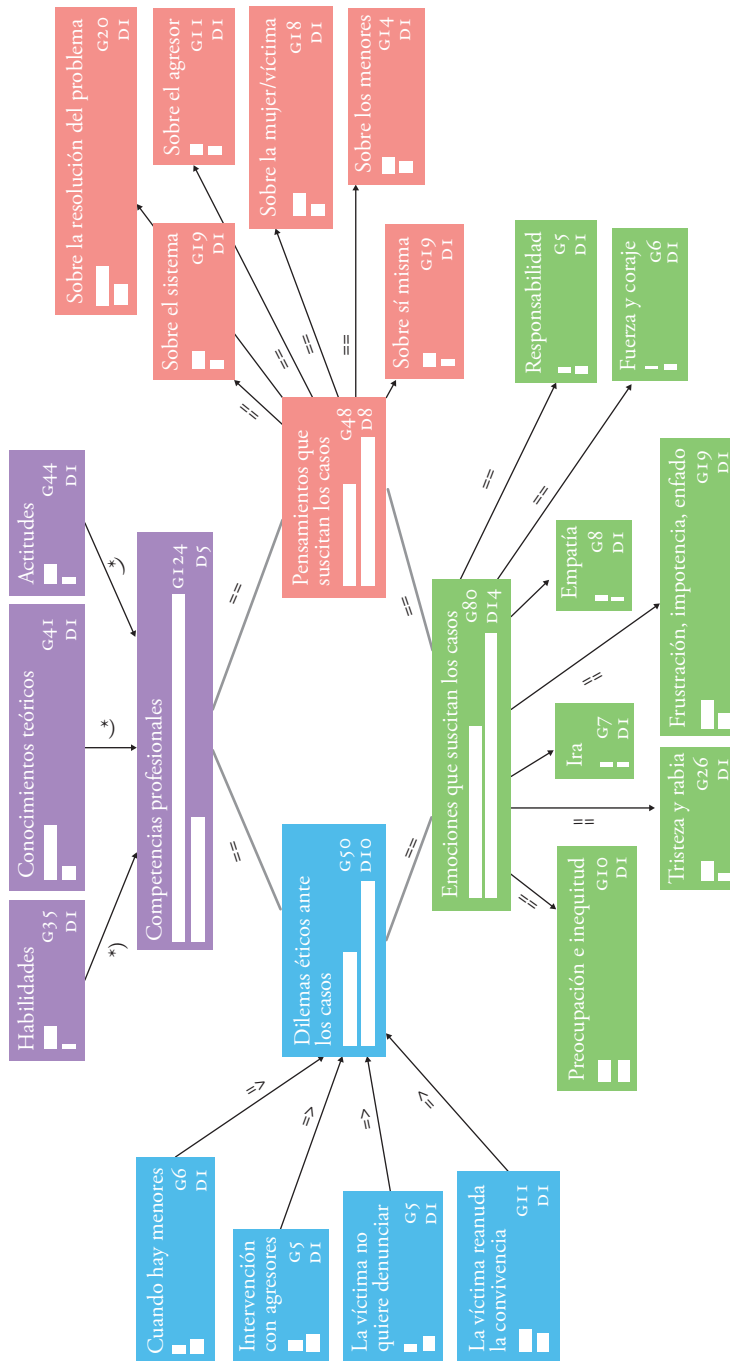 Habilidades
G35
D1
*)
Conocimientos teóricos
G41
D1
*)
Actitudes
G44
D1
*)
Competencias profesionales
G124
D5
==
==
Cuando hay menores
G6
D1
=>
Intervención
con agresores
G5
D1
=>
La víctima no
quiere denunciar
G5
D1
=>
La víctima reanuda
la convivencia
G11
D1
=>
Dilemas éticos ante
los casos
G50
D10
==
Pensamientos que
suscitan los casos
G48
D8
==
==
Sobre el sistema
G19
D1
Sobre la resolución del problema
G20
D1
==
Sobre el agresor
G11
D1
==
Sobre la mujer/víctima
G18
D1
==
Sobre los menores
G14
D1
Sobre sí misma
G19
D1
Emociones que suscitan los casos
G80
D14
==
Preocupación e inequitud
G10
D1
==
Tristeza y rabia
G26
D1
Ira
G7
D1
==
Frustración, impotencia, enfado
G19
D1
Empatía
G8
D1
==
Fuerza y coraje
G6
D1
==
Responsabilidad
G5
D1